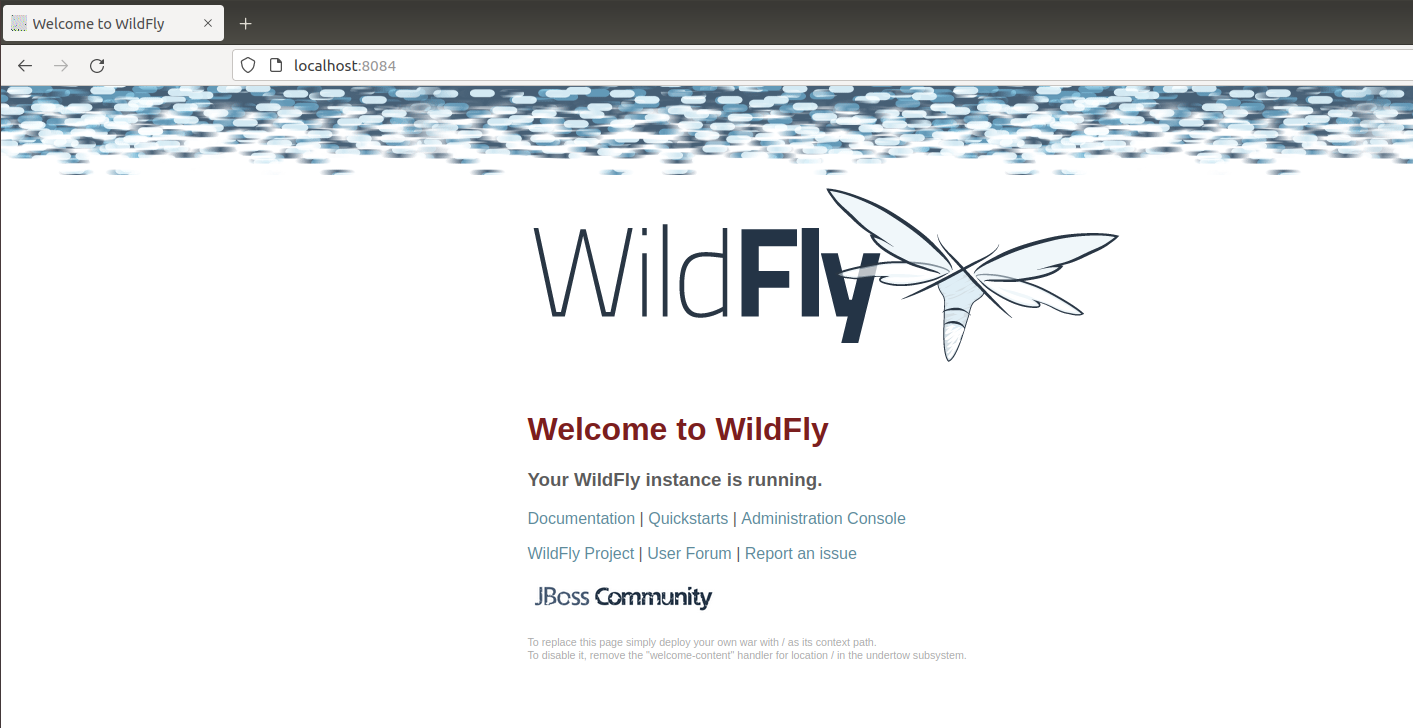 Welcome to WildFly
localhost:8084
WildFly
Welcome to WildFly
Your WildFly instance is running.
Documentation | Quickstarts | Administration Console
WildFly Project | User Forum | Report an issue
JBoss Community
To replace this page simply deploy your own war with / as its context path.
To disable it, remove the "welcome-content" handler for location / in the undertow subsystem.